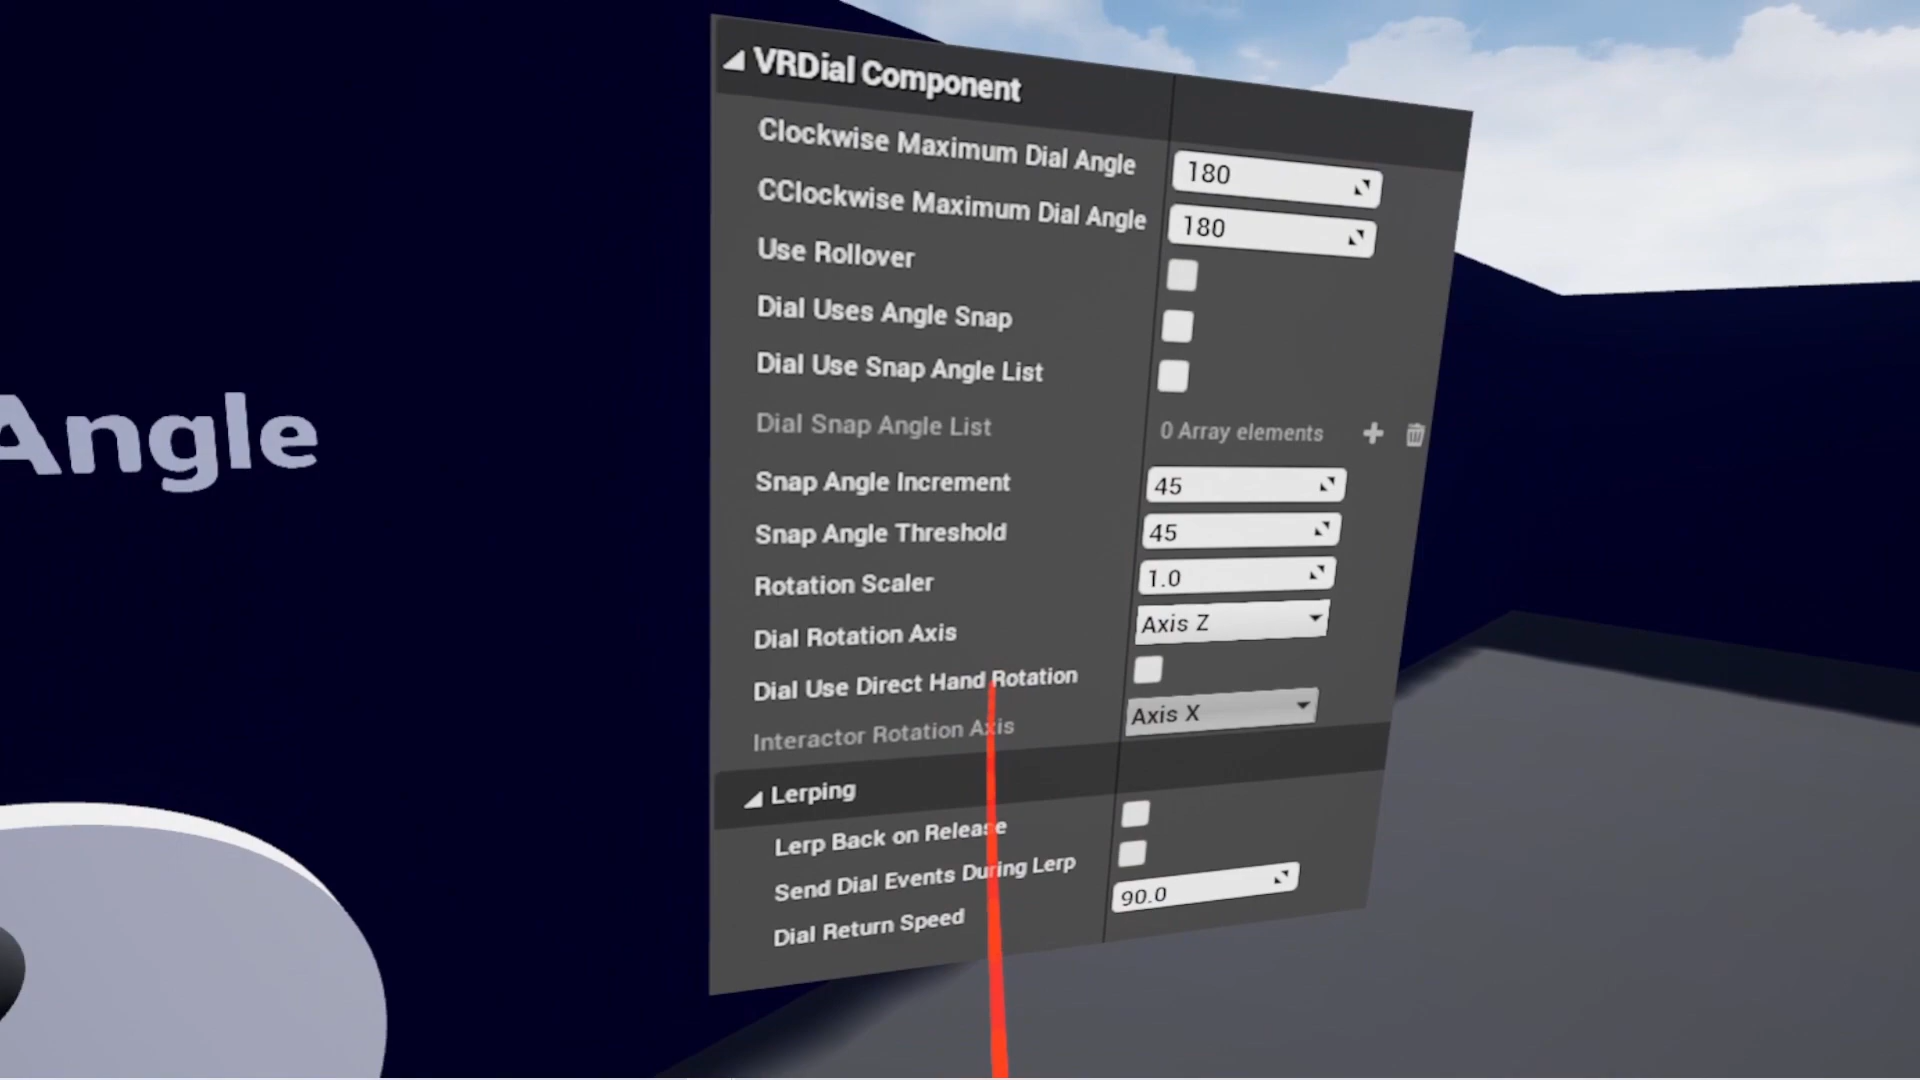 VRDial Component
Clockwise Maximum Dial Angle 180
CClockwise Maximum Dial Angle 180
Use Rollover
Dial Uses Angle Snap
Dial Use Snap Angle List
Dial Snap Angle List 0 Array elements
Snap Angle Increment 45
Snap Angle Threshold 45
Rotation Scaler 1.0
Dial Rotation Axis Axis Z
Dial Use Direct Hand Rotation
Interactor Rotation Axis Axis X
Lerping
Lerp Back on Release
Send Dial Events During Lerp
Dial Return Speed 90.0
Angle